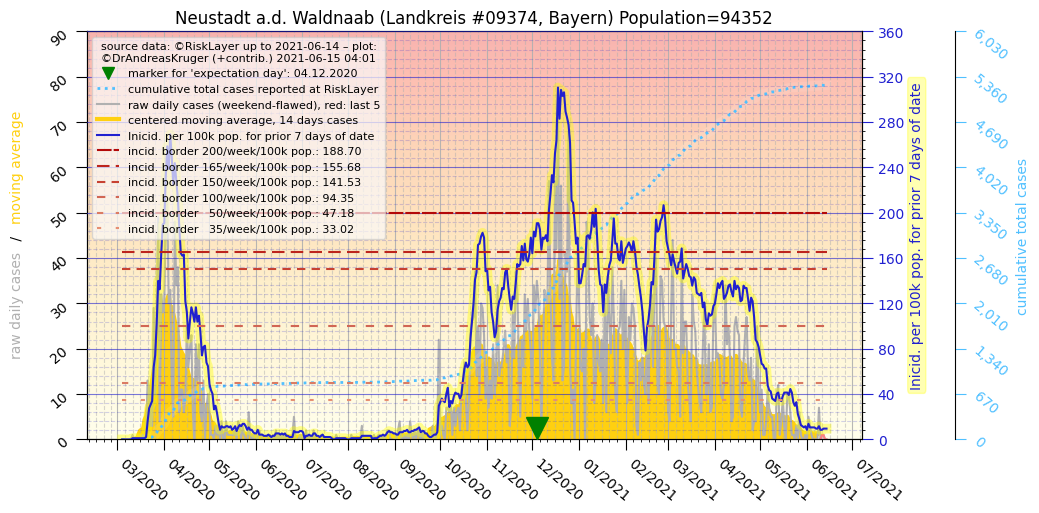 Neustadt a.d. Waldnaab (Landkreis #09374, Bayern) Population=94352
source data: ©RiskLayer up to 2021-06-14 – plot:
©DrAndreasKruger (+contrib.) 2021-06-15 04:01
marker for 'expectation day': 04.12.2020
cumulative total cases reported at RiskLayer
raw daily cases (weekend-flawed), red: last 5
centered moving average, 14 days cases
Inicid. per 100k pop. for prior 7 days of date
incid. border 200/week/100k pop.: 188.70
incid. border 165/week/100k pop.: 155.68
incid. border 150/week/100k pop.: 141.53
incid. border 100/week/100k pop.: 94.35
incid. border   50/week/100k pop.: 47.18
incid. border   35/week/100k pop.: 33.02
raw daily cases / moving average
90
80
70
60
50
40
30
20
10
0
03/2020
04/2020
05/2020
06/2020
07/2020
08/2020
09/2020
10/2020
11/2020
12/2020
01/2021
02/2021
03/2021
04/2021
05/2021
06/2021
07/2021
360
320
280
240
200
160
120
80
40
0
Inicid. per 100k pop. for prior 7 days of date
6,030
5,360
4,690
4,020
3,350
2,680
2,010
1,340
670
0
cumulative total cases